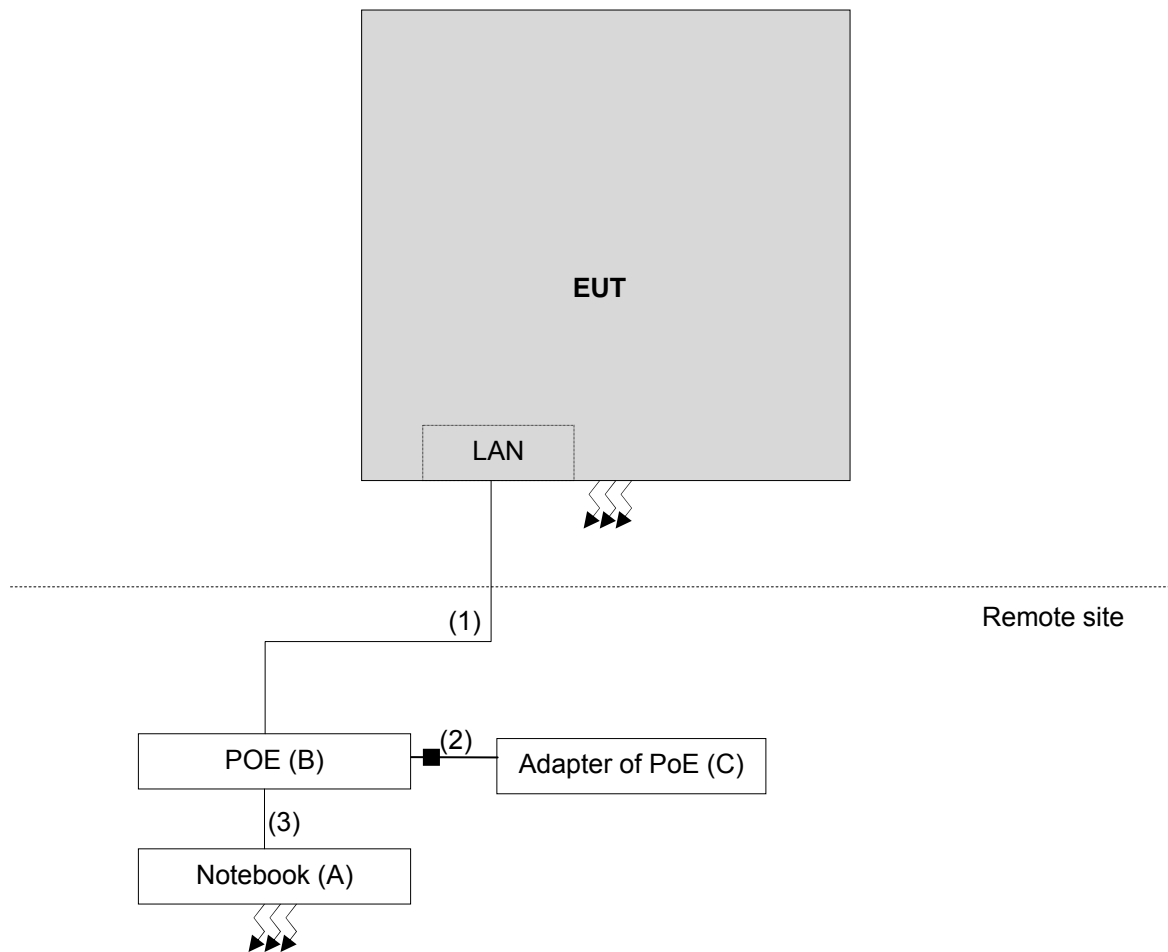 EUT
LAN
(1)
Remote site
(2)
POE (B)
Adapter of PoE (C)
(3)
Notebook (A)